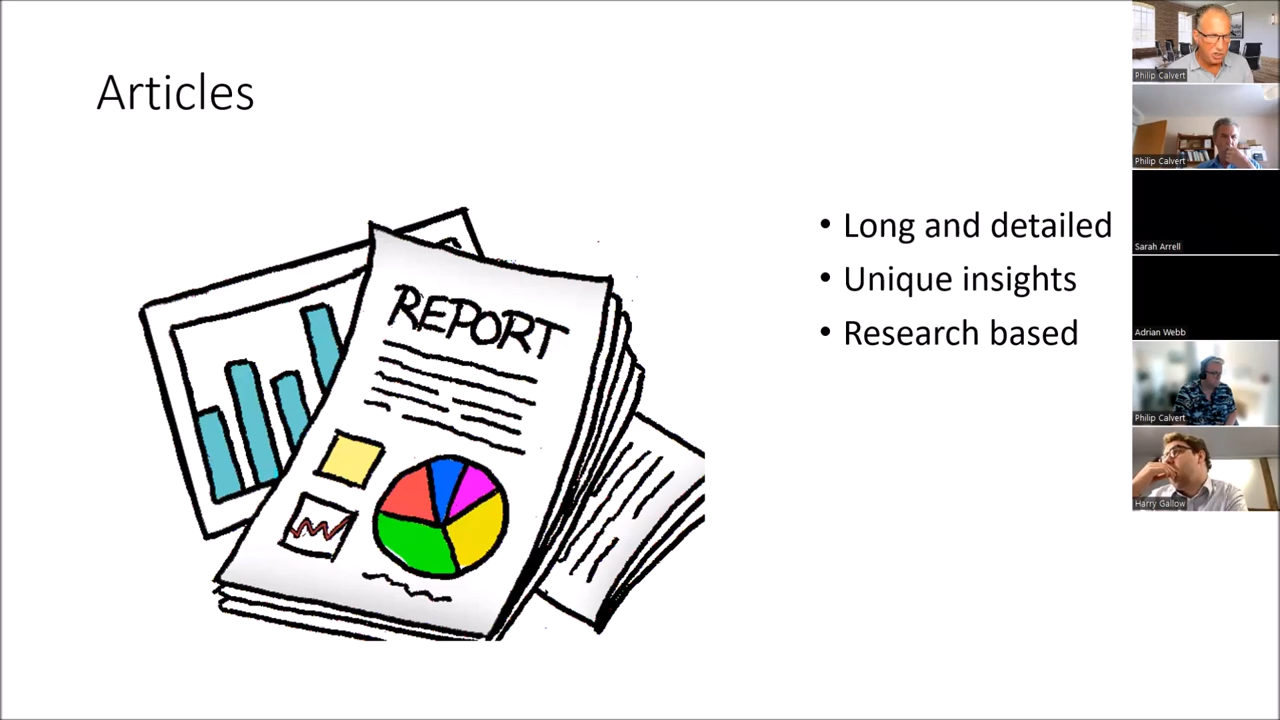 Articles
REPORT
• Long and detailed
• Unique insights
• Research based
Philip Calvert
Philip Calvert
Sarah Arrell
Adrian Webb
Philip Calvert
Harry Gallow